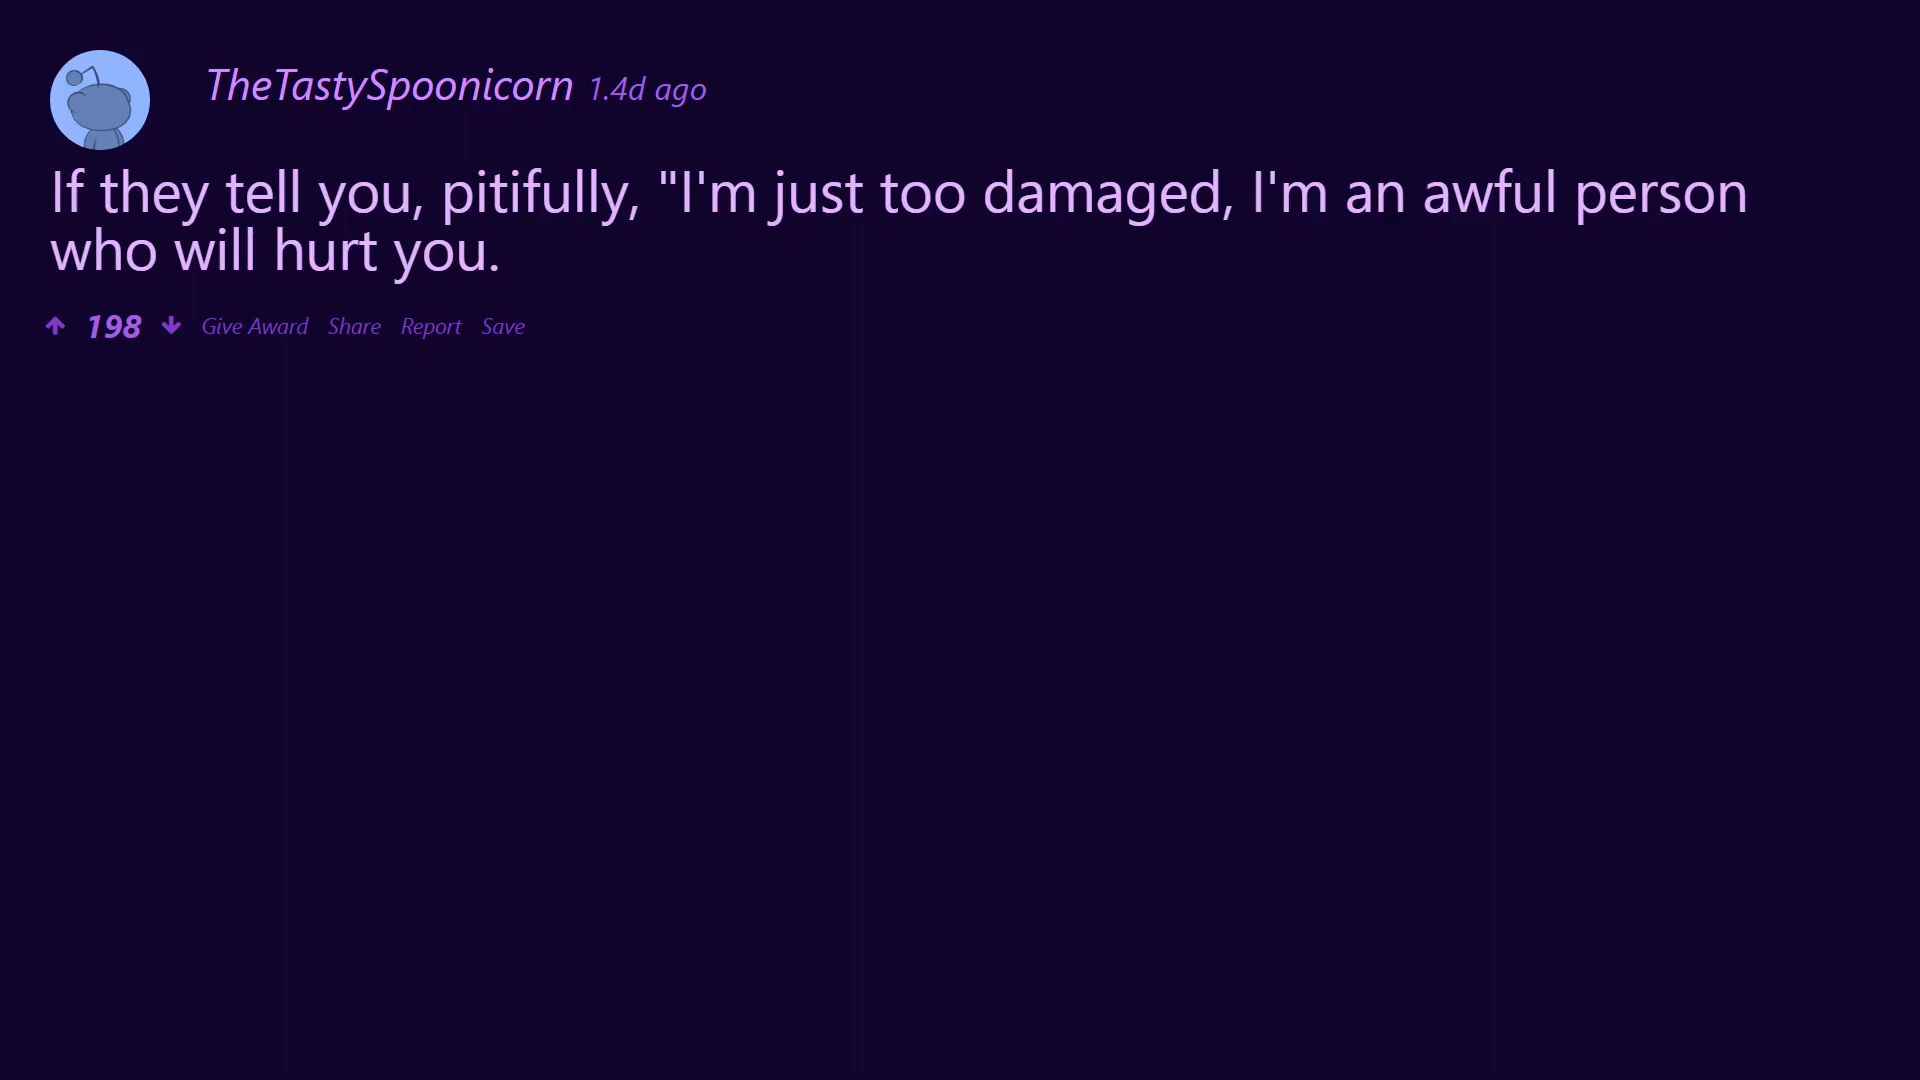 TheTastySpoonicorn 1.4d ago
If they tell you, pitifully, "I'm just too damaged, I'm an awful person
who will hurt you.
198 Give Award Share Report Save